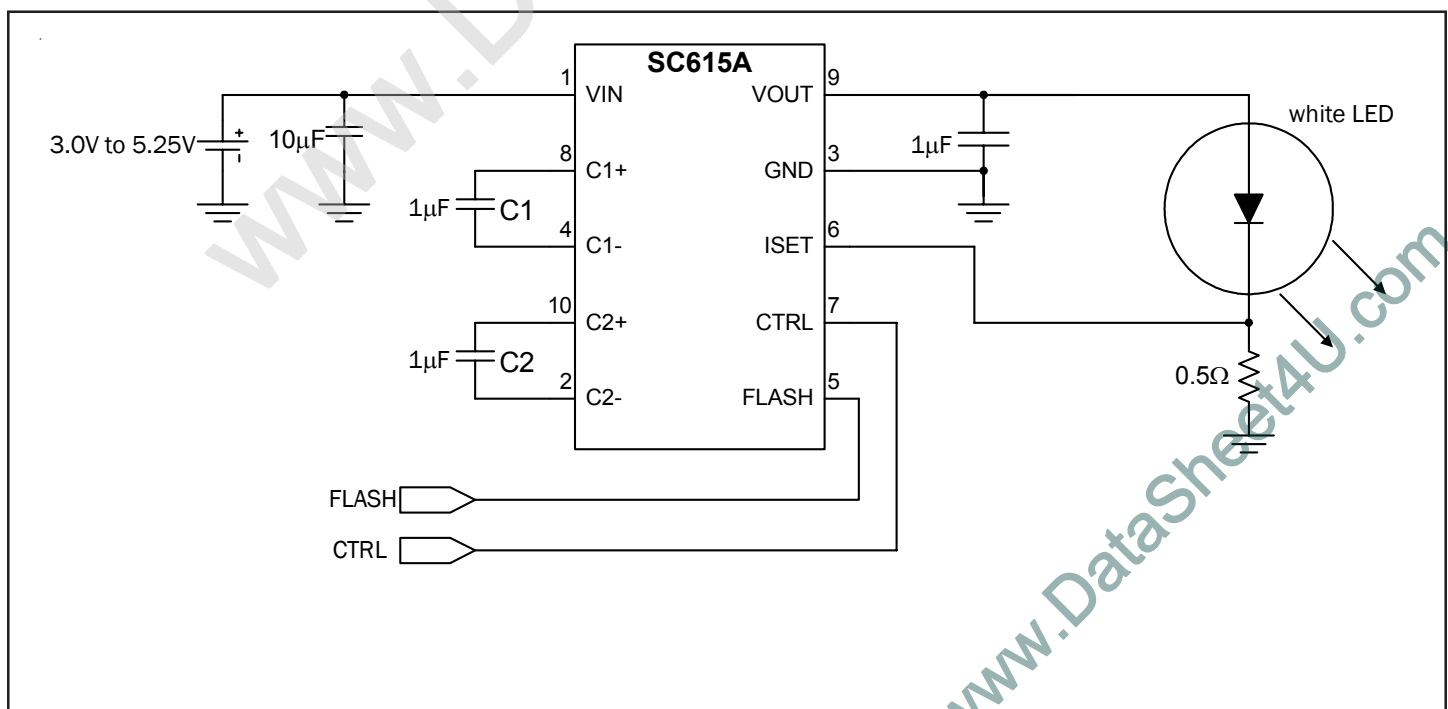 SC615A
3.0V to 5.25V
+
-
10μF
1
VIN
VOUT
9
white LED
1μF
8
C1+
GND
3
1μF
C1
4
C1-
ISET
6
10
C2+
CTRL
7
1μF
C2
2
C2-
FLASH
5
0.5Ω
FLASH
CTRL
www.D
www.DataSheet4U.com